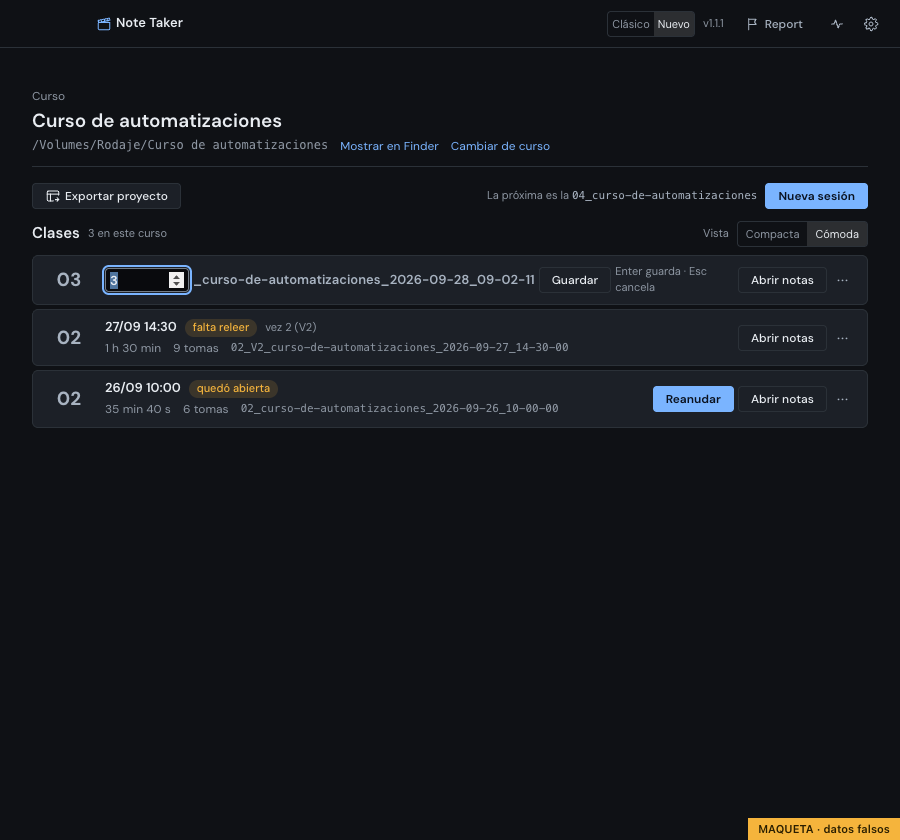 Note Taker
Clásico Nuevo v1.1.1 Report
Curso
Curso de automatizaciones
/Volumes/Rodaje/Curso de automatizaciones Mostrar en Finder Cambiar de curso
Exportar proyecto La próxima es la 04_curso-de-automatizaciones Nueva sesión
Clases 3 en este curso Vista Compacta Cómoda
03 3 _curso-de-automatizaciones_2026-09-28_09-02-11 Guardar Enter guarda · Esc cancela Abrir notas ···
02 27/09 14:30 falta releer vez 2 (V2) Abrir notas ···
1 h 30 min 9 tomas 02_V2_curso-de-automatizaciones_2026-09-27_14-30-00
02 26/09 10:00 quedó abierta Reanudar Abrir notas ···
35 min 40 s 6 tomas 02_curso-de-automatizaciones_2026-09-26_10-00-00
MAQUETA · datos falsos